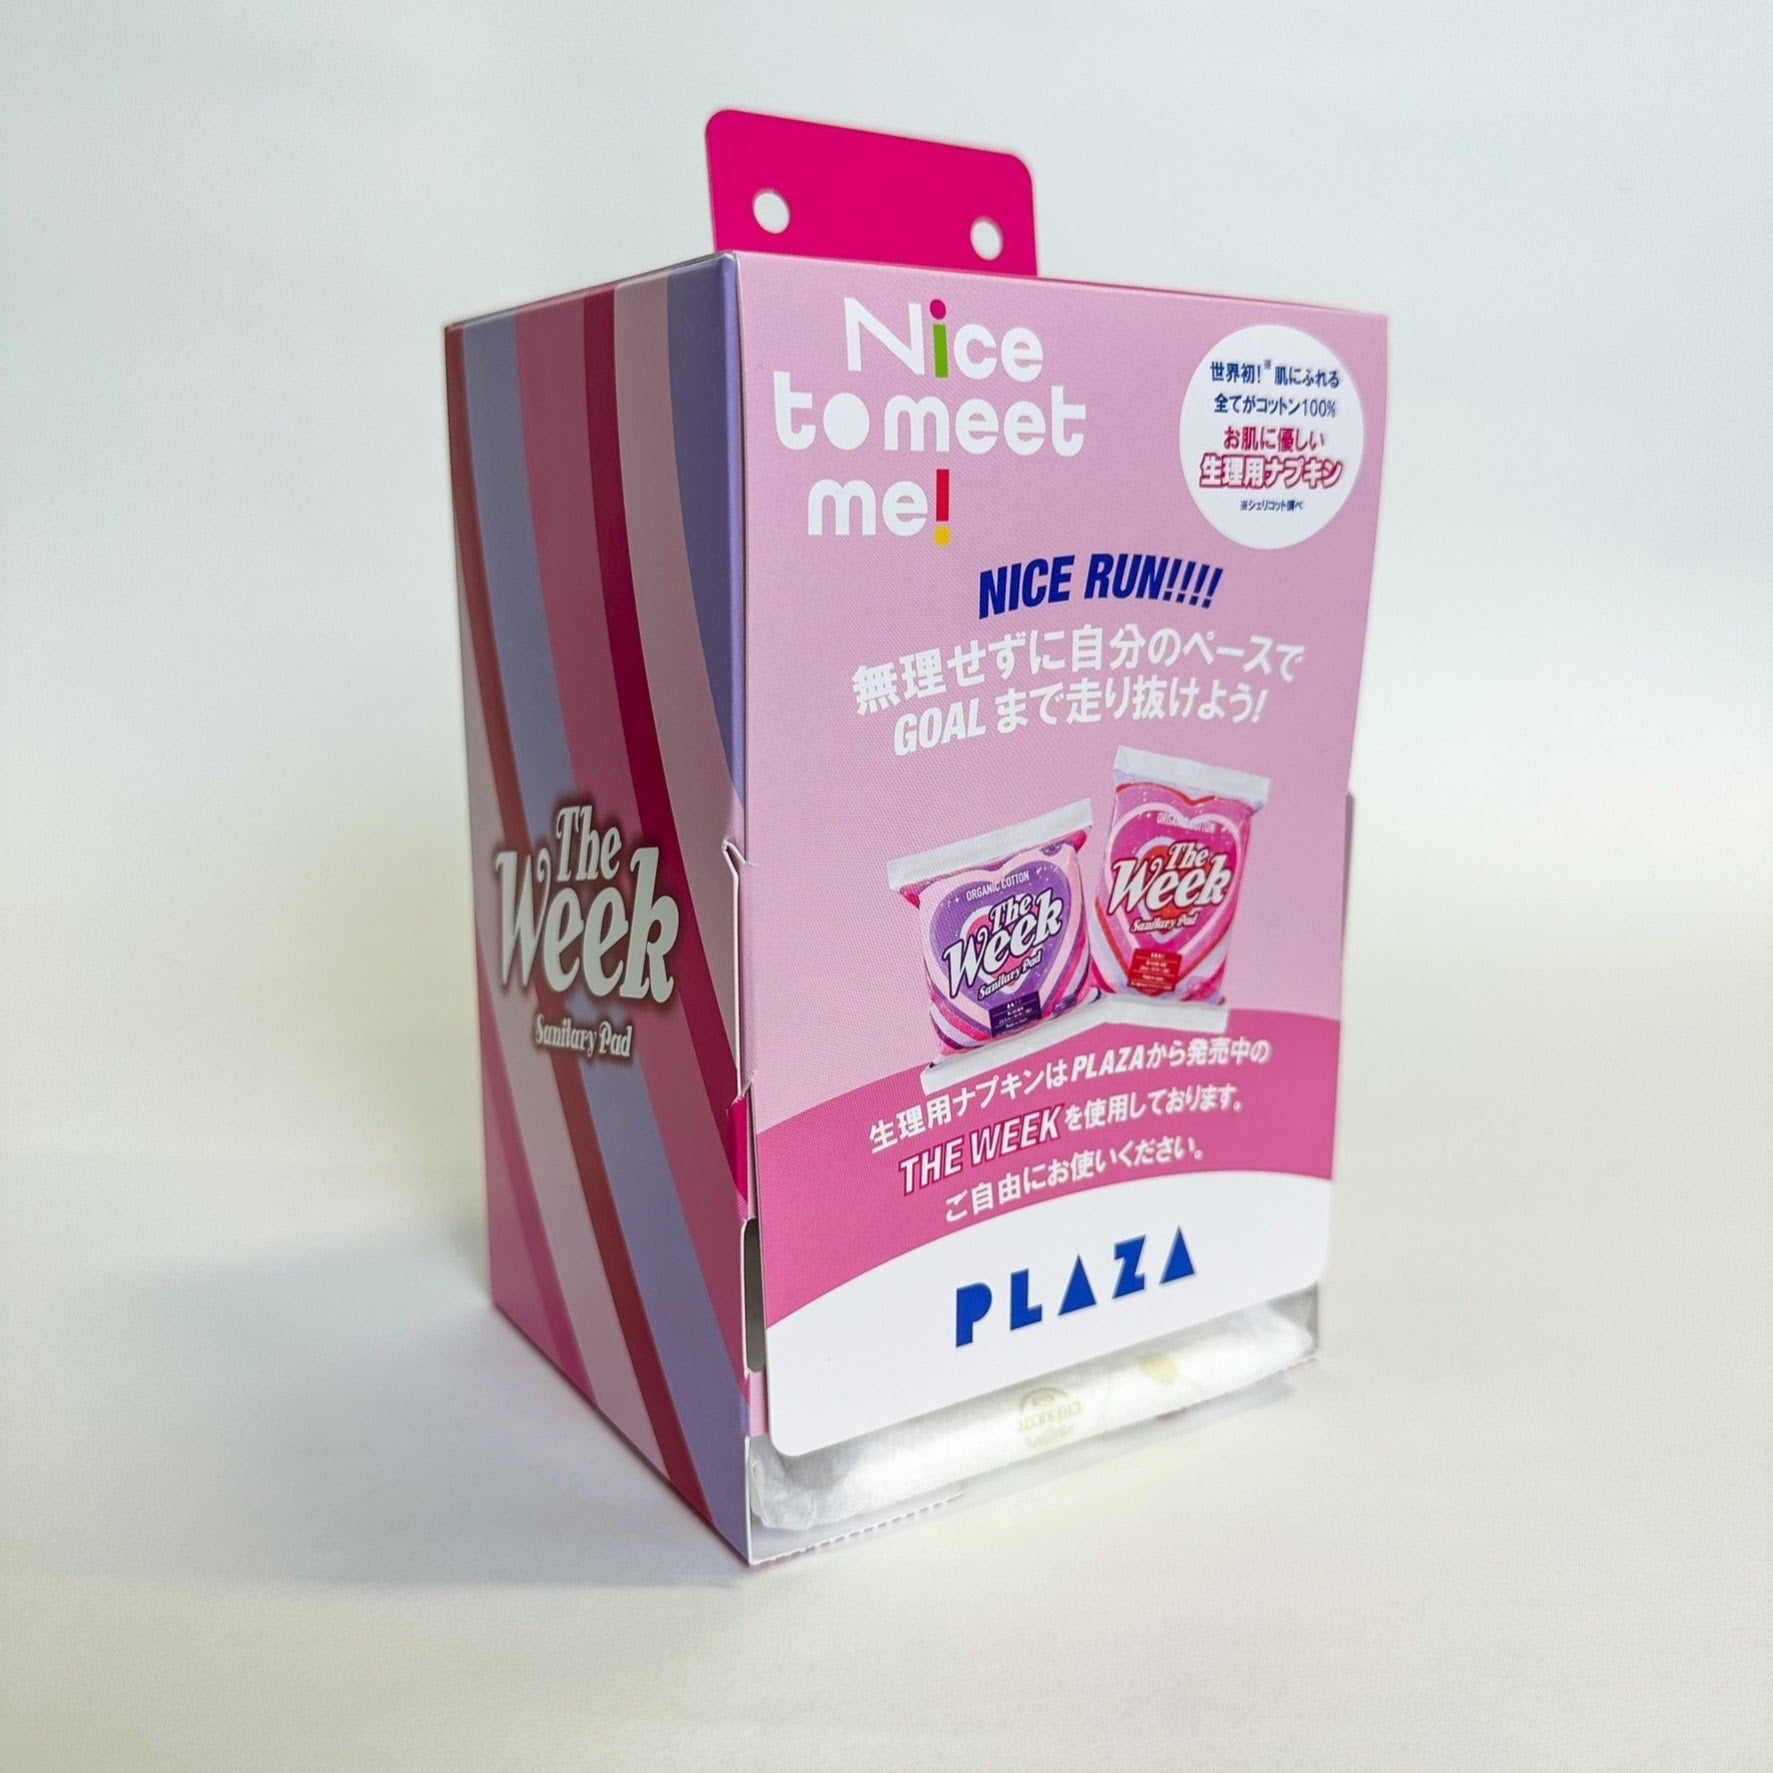 Nice
to meet
me!
世界初!※肌にふれる
全てがコットン100%
お肌に優しい
生理用ナプキン
※シェリコット調べ
NICE RUN!!!!
無理せずに自分のペースで
GOALまで走り抜けよう!
ORGANIC COTTON
The
Week
Sanitary Pad
ORGANIC COTTON
The
Week
Sanitary Pad
生理用ナプキンはPLAZAから発売中の
THE WEEKを使用しております。
ご自由にお使いください。
PLAZA
The
Week
Sanitary Pad